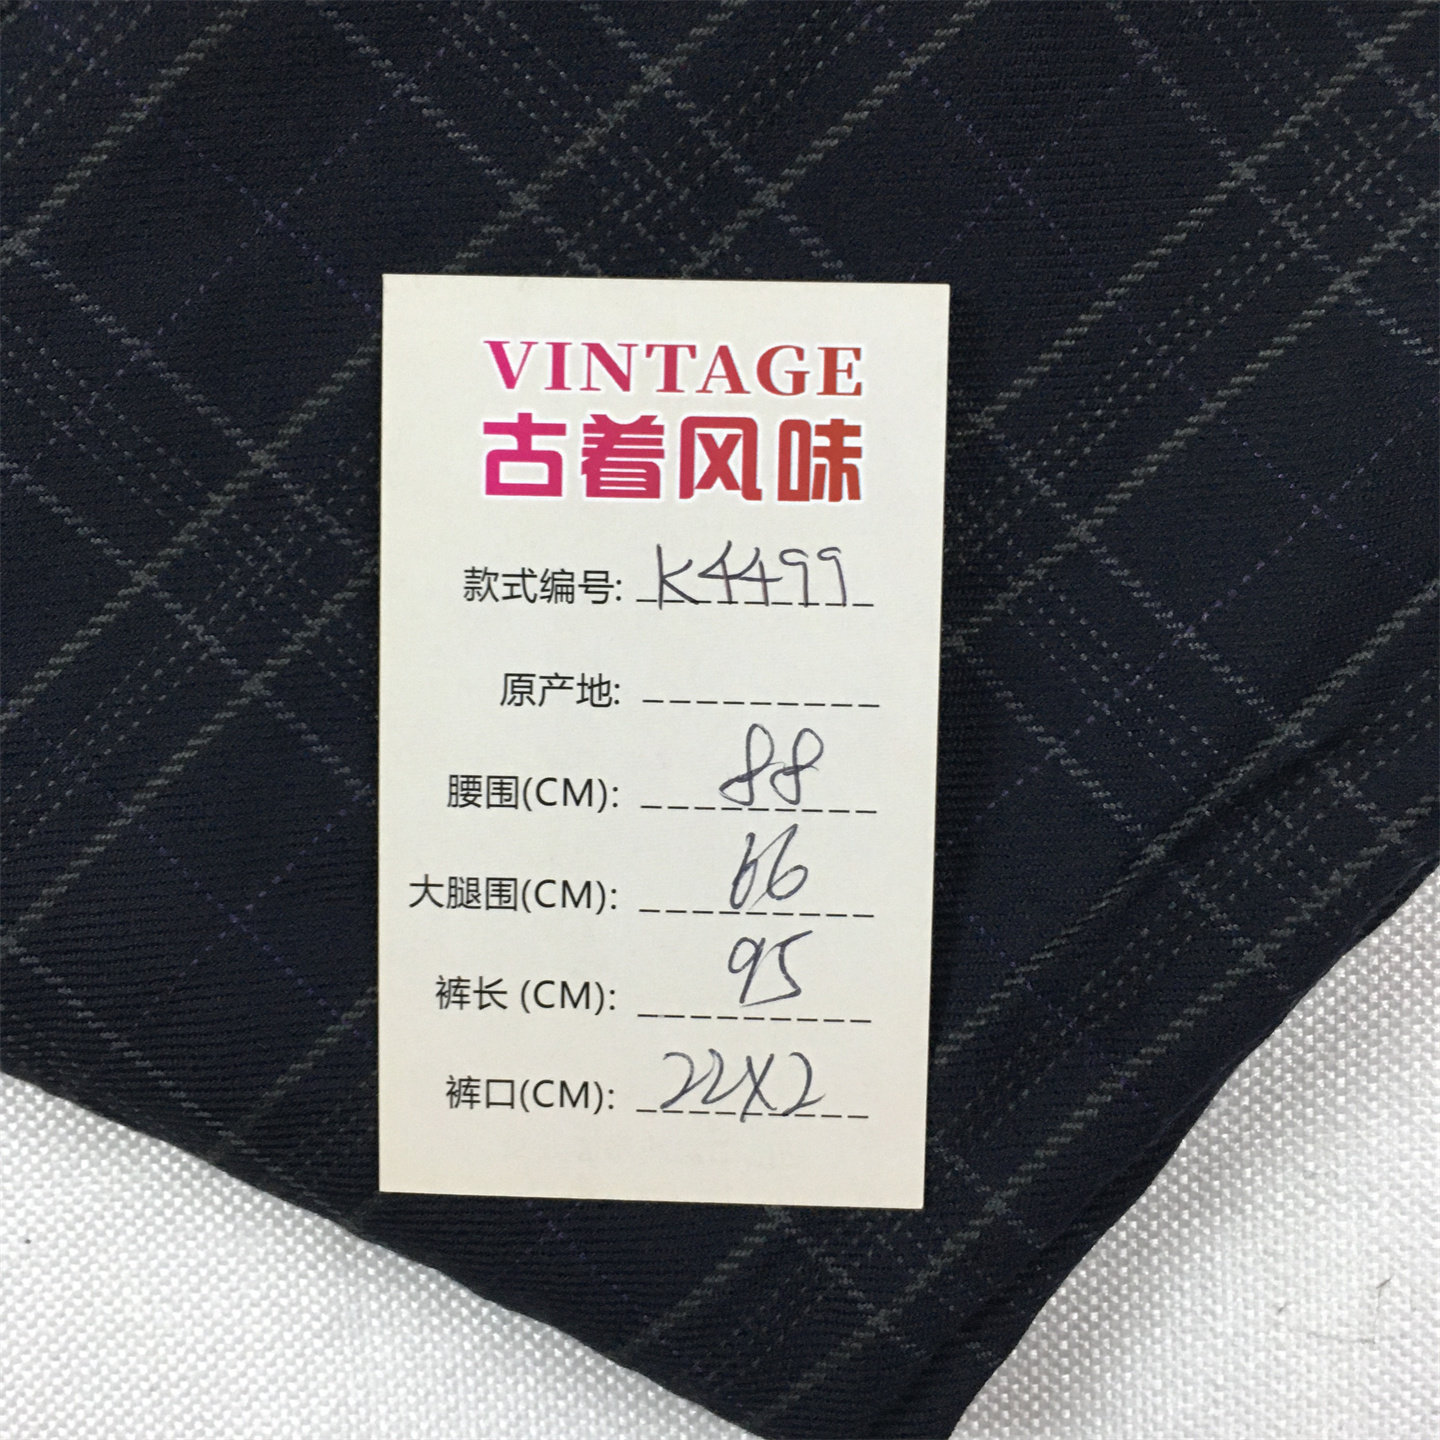 VINTAGE
古着风味
款式编号: K4499
原产地:
腰围(CM): 88
大腿围(CM): 66
裤长 (CM): 95
裤口(CM): 22X2